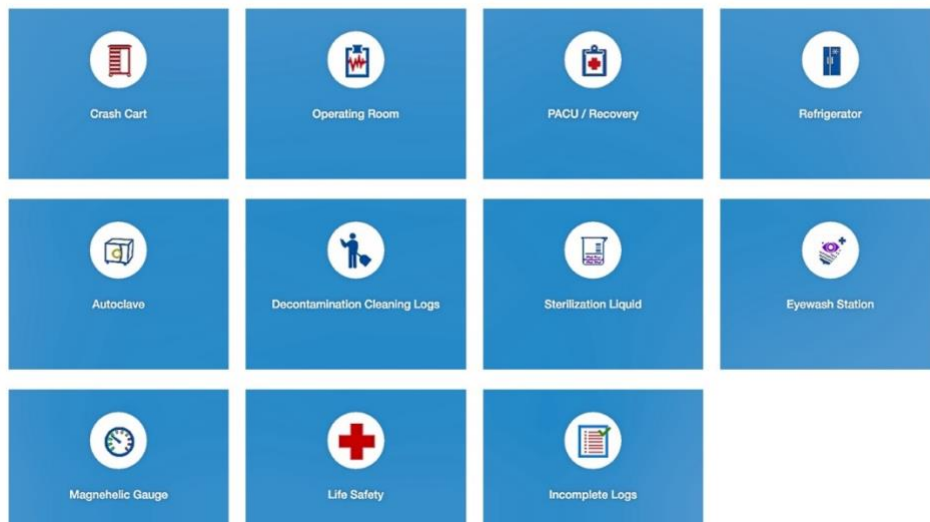 Crash Cart
Operating Room
PACU / Recovery
Refrigerator
Autoclave
Decontamination Cleaning Logs
Sterilization Liquid
Eyewash Station
Magnehelic Gauge
Life Safety
Incomplete Logs